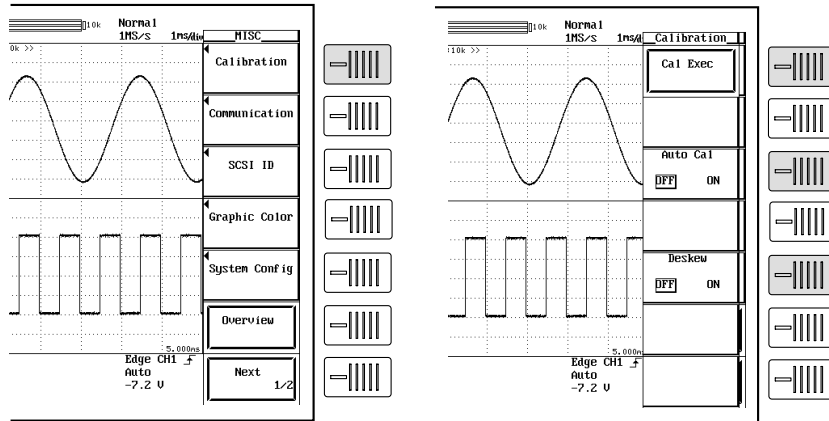 10k
Normal
1MS/s 1ms/div
MISC
0k >>
Calibration
Communication
SCSI ID
Graphic Color
System Config
Overview
5.000ms
Edge CH1
Auto
-7.2 V
Next
1/2
10k
Normal
1MS/s 1ms/d
Calibration
10k >>
Cal Exec
Auto Cal
OFF ON
Deskew
OFF ON
5.000ms
Edge CH1
Auto
-7.2 V